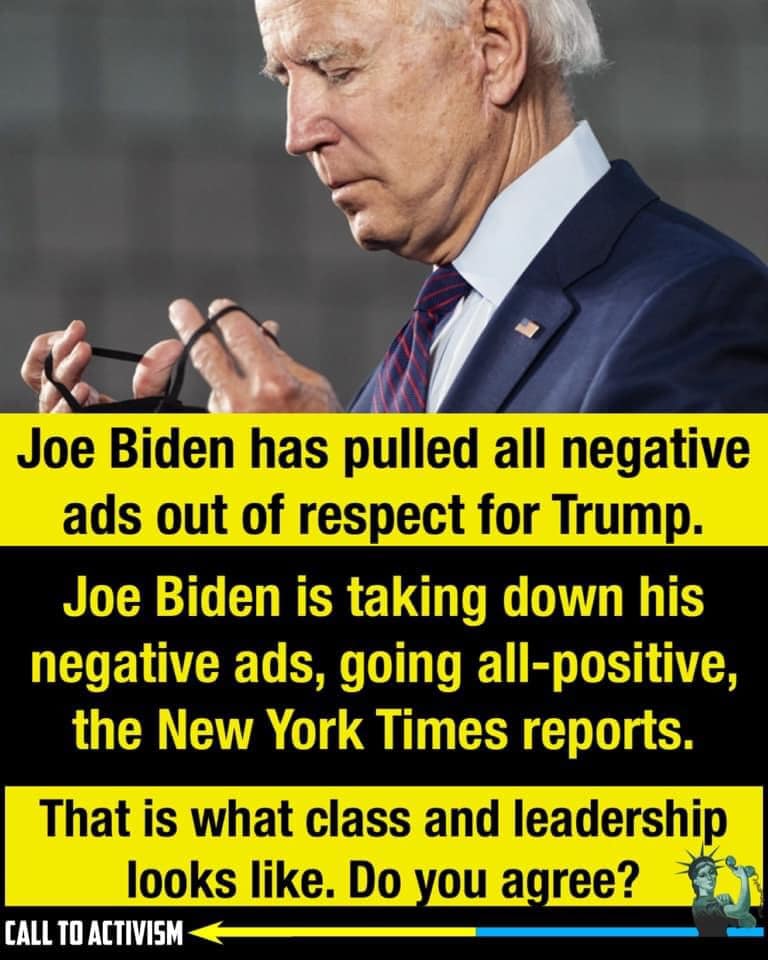 Joe Biden has pulled all negative
ads out of respect for Trump.
Joe Biden is taking down his
negative ads, going all-positive,
the New York Times reports.
That is what class and leadership
looks like. Do you agree?
CALL TO ACTIVISM